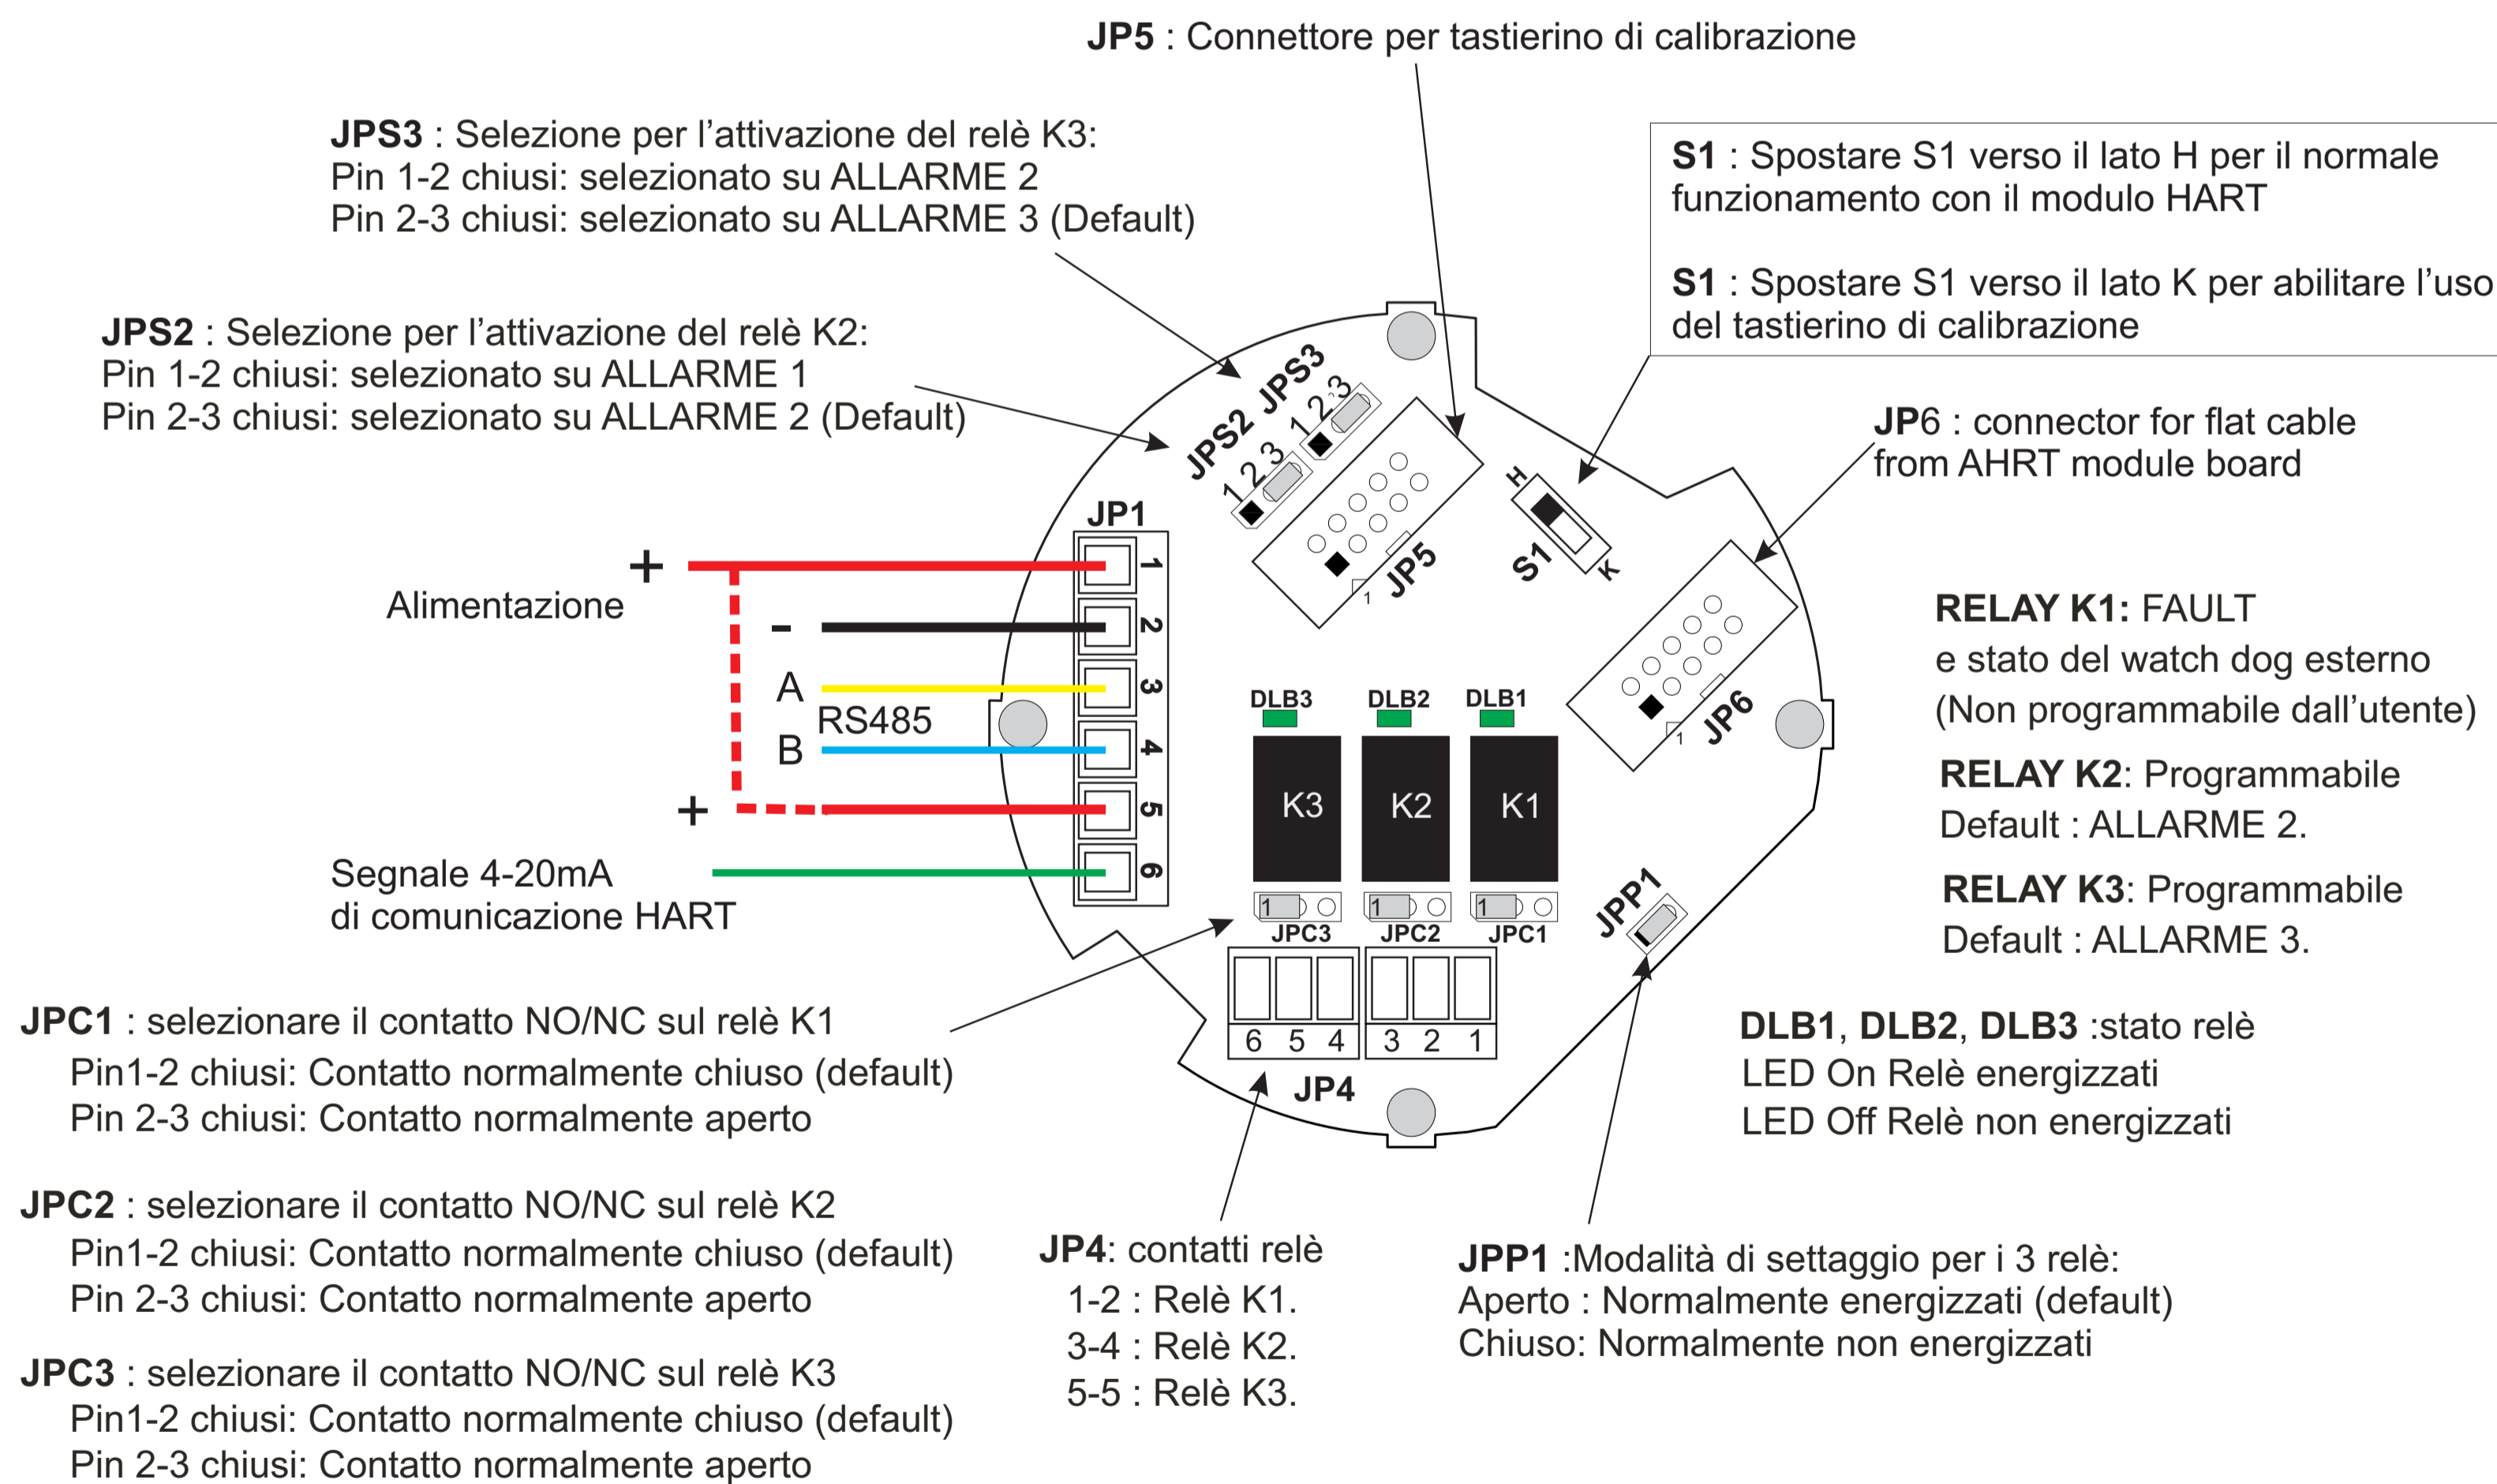 JP5 : Connettore per tastierino di calibrazione
JPS3 : Selezione per l’attivazione del relè K3:
Pin 1-2 chiusi: selezionato su ALLARME 2
Pin 2-3 chiusi: selezionato su ALLARME 3 (Default)
S1 : Spostare S1 verso il lato H per il normale
funzionamento con il modulo HART
S1 : Spostare S1 verso il lato K per abilitare l’uso
del tastierino di calibrazione
JPS2 : Selezione per l’attivazione del relè K2:
Pin 1-2 chiusi: selezionato su ALLARME 1
Pin 2-3 chiusi: selezionato su ALLARME 2 (Default)
JP6 : connector for flat cable
from AHRT module board
JPS3
1 2 3
JPS2
1 2 3
H
S1
K
JP5
1
JP6
1
JP1
1
2
3
4
5
6
+
Alimentazione
-
A
RS485
B
+
Segnale 4-20mA
di comunicazione HART
DLB3 DLB2 DLB1
K3 K2 K1
1 1 1
JPC3 JPC2 JPC1
6 5 4 3 2 1
JP4
JPP1
RELAY K1: FAULT
e stato del watch dog esterno
(Non programmabile dall’utente)
RELAY K2: Programmabile
Default : ALLARME 2.
RELAY K3: Programmabile
Default : ALLARME 3.
DLB1, DLB2, DLB3 :stato relè
LED On Relè energizzati
LED Off Relè non energizzati
JPC1 : selezionare il contatto NO/NC sul relè K1
Pin1-2 chiusi: Contatto normalmente chiuso (default)
Pin 2-3 chiusi: Contatto normalmente aperto
JPC2 : selezionare il contatto NO/NC sul relè K2
Pin1-2 chiusi: Contatto normalmente chiuso (default)
Pin 2-3 chiusi: Contatto normalmente aperto
JPC3 : selezionare il contatto NO/NC sul relè K3
Pin1-2 chiusi: Contatto normalmente chiuso (default)
Pin 2-3 chiusi: Contatto normalmente aperto
JP4: contatti relè
1-2 : Relè K1.
3-4 : Relè K2.
5-5 : Relè K3.
JPP1 :Modalità di settaggio per i 3 relè:
Aperto : Normalmente energizzati (default)
Chiuso: Normalmente non energizzati